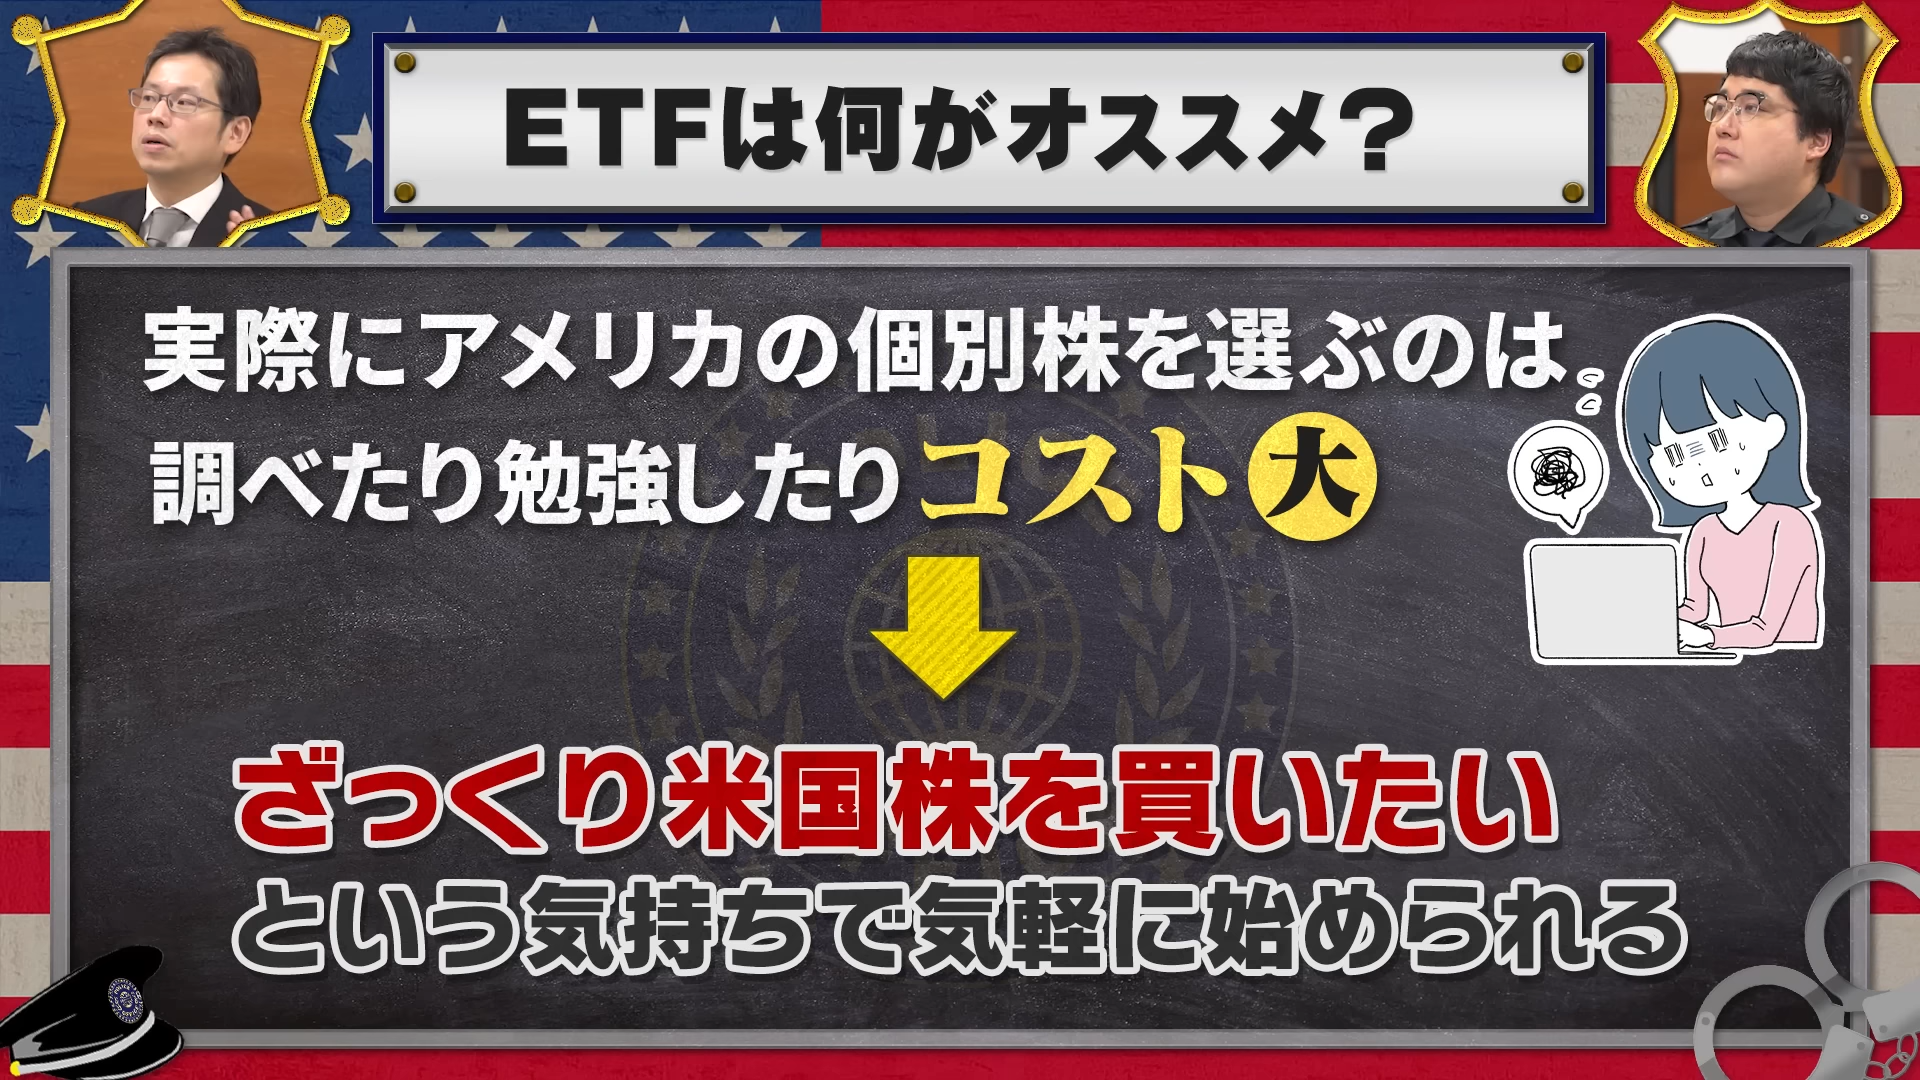 ETFは何がオススメ?
実際にアメリカの個別株を選ぶのは
調べたり勉強したりコスト大
ざっくり米国株を買いたい
という気持ちで気軽に始められる